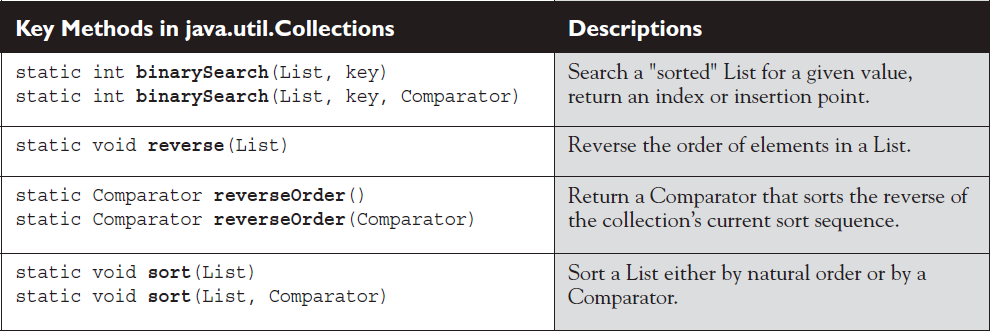 Key Methods in java.util.Collections
Descriptions
static int binarySearch(List, key)
static int binarySearch(List, key, Comparator)
Search a "sorted" List for a given value,
return an index or insertion point.
static void reverse(List)
Reverse the order of elements in a List.
static Comparator reverseOrder()
static Comparator reverseOrder(Comparator)
Return a Comparator that sorts the reverse of
the collection’s current sort sequence.
static void sort(List)
static void sort(List, Comparator)
Sort a List either by natural order or by a
Comparator.